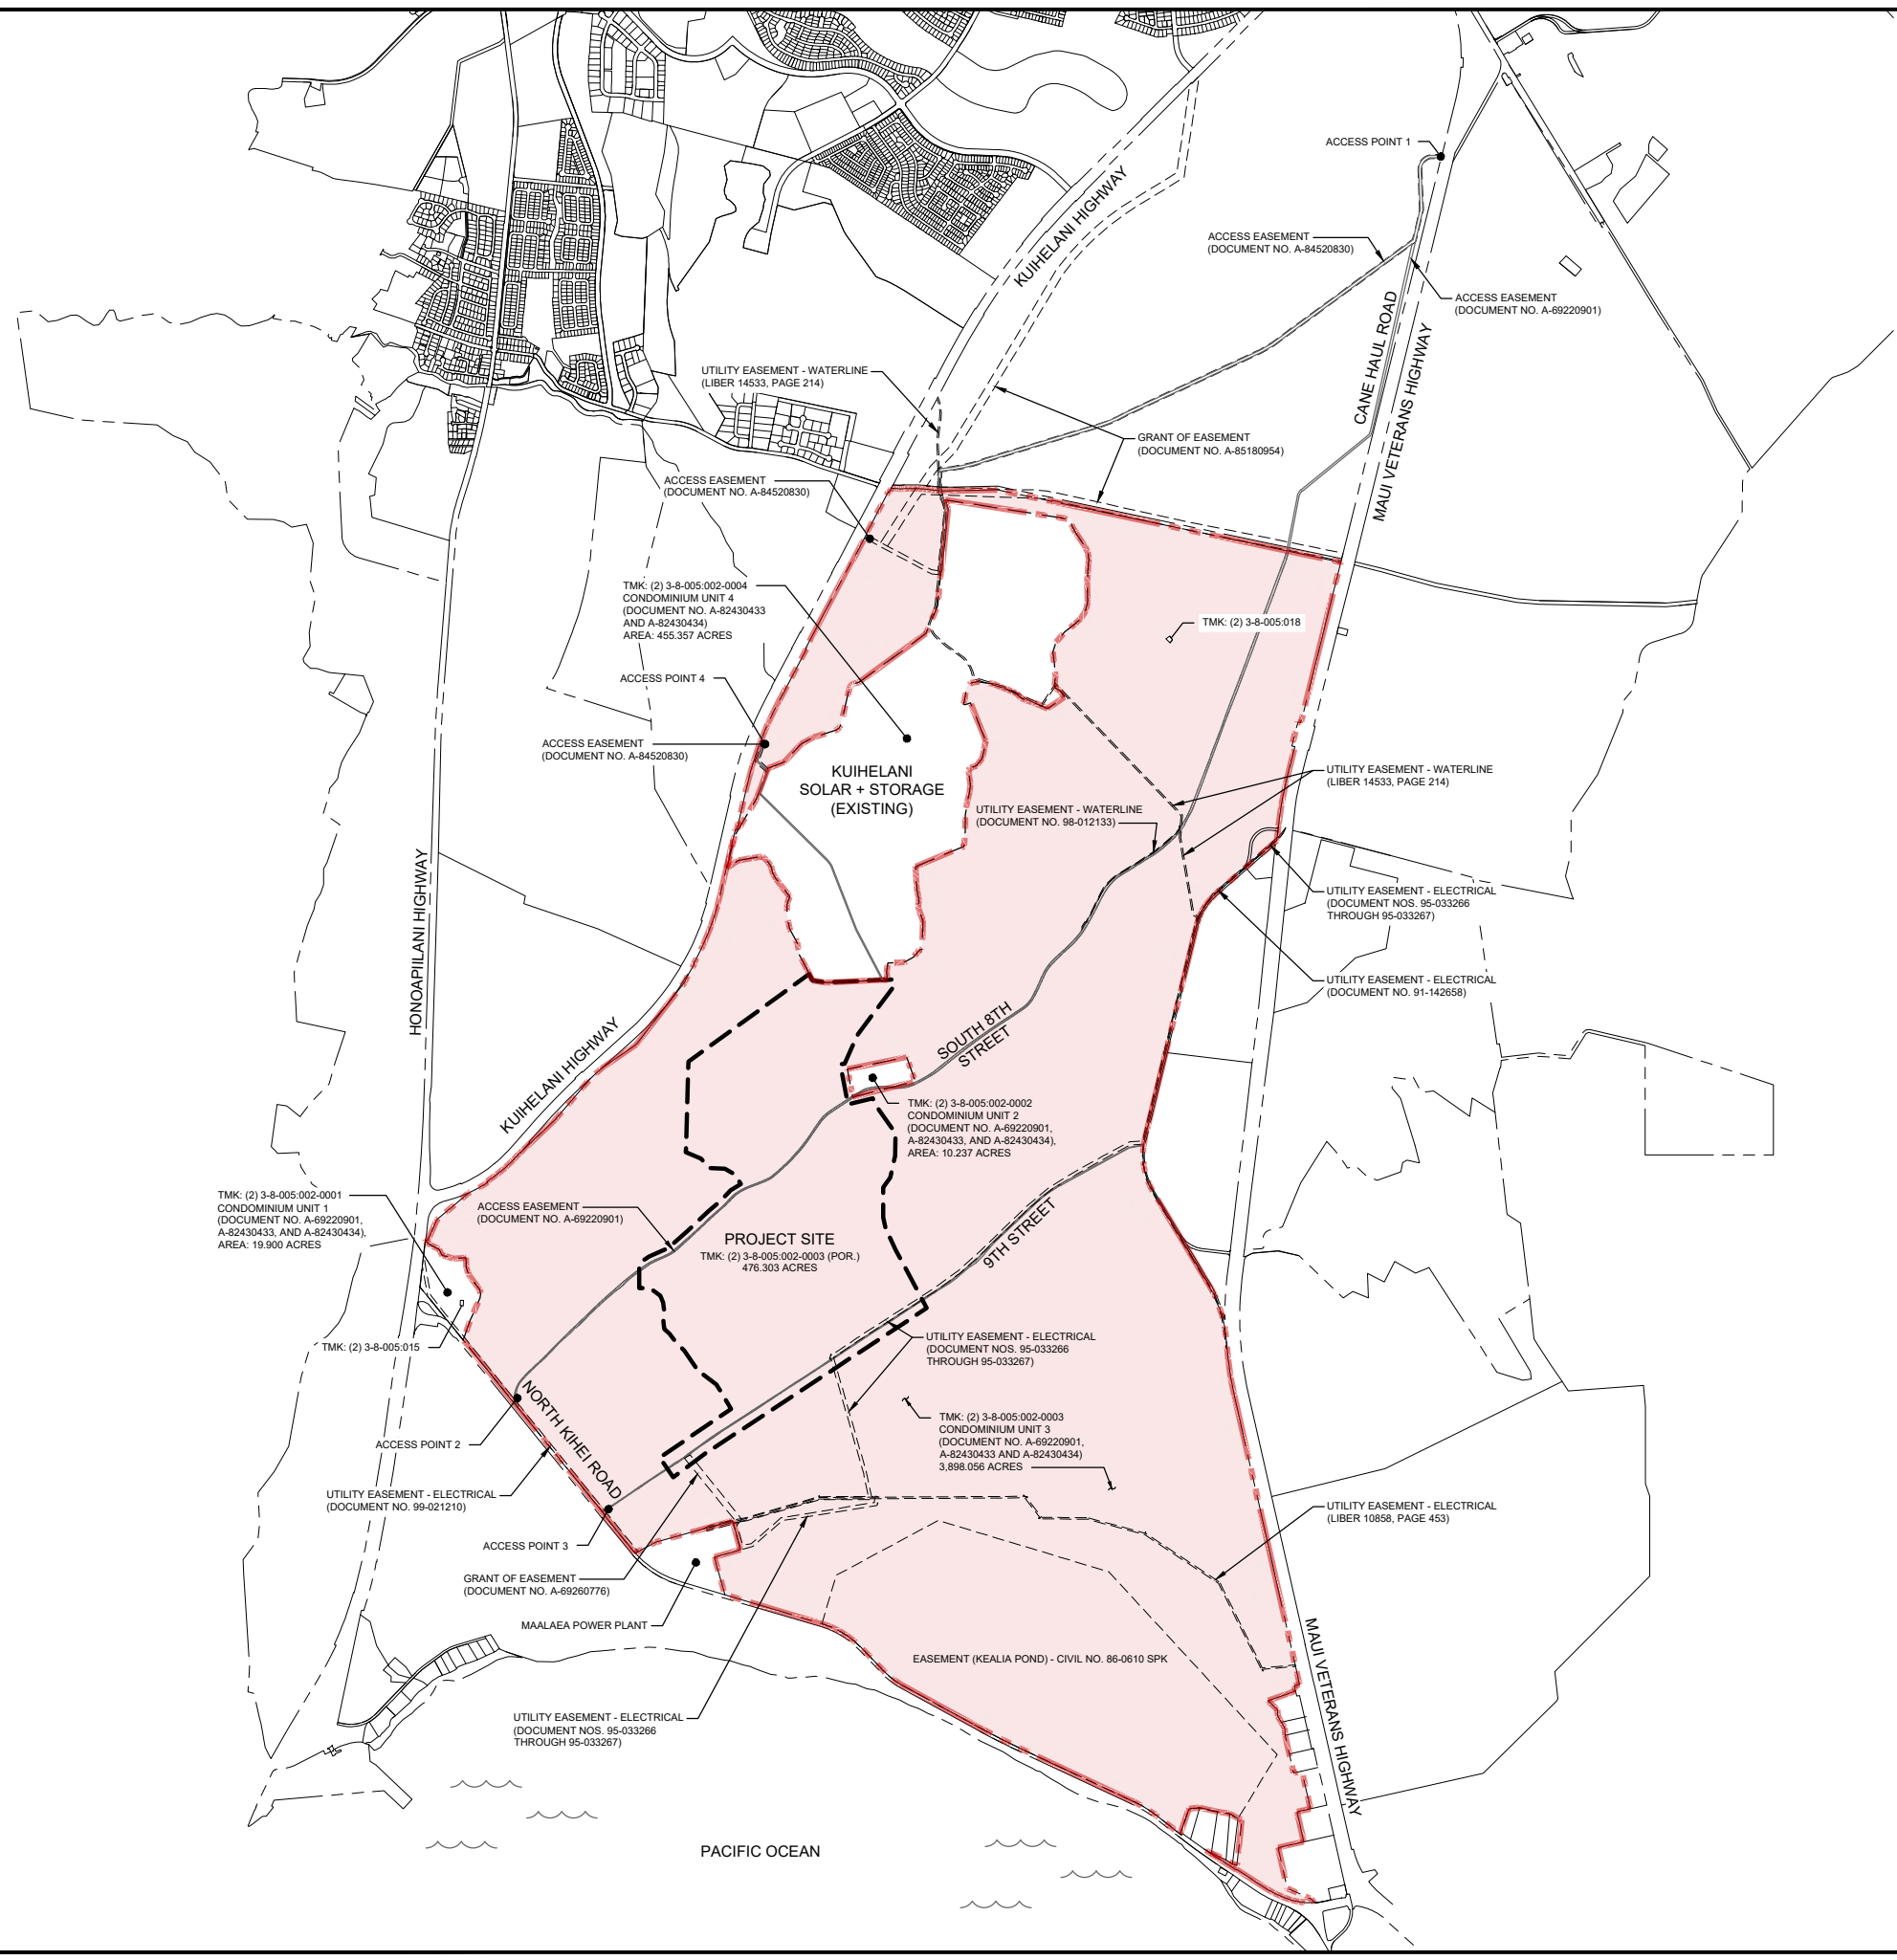 ACCESS POINT 1
KUIHELANI HIGHWAY
ACCESS EASEMENT
(DOCUMENT NO. A-84520830)
ACCESS EASEMENT
(DOCUMENT NO. A-69220901)
CANE HAUL ROAD
MAUI VETERANS HIGHWAY
UTILITY EASEMENT - WATERLINE
(LIBER 14533, PAGE 214)
GRANT OF EASEMENT
(DOCUMENT NO. A-85180954)
ACCESS EASEMENT
(DOCUMENT NO. A-84520830)
TMK: (2) 3-8-005:002-0004
CONDOMINIUM UNIT 4
(DOCUMENT NO. A-82430433
AND A-82430434)
AREA: 455.357 ACRES
TMK: (2) 3-8-005:018
ACCESS POINT 4
ACCESS EASEMENT
(DOCUMENT NO. A-84520830)
KUIHELANI
SOLAR + STORAGE
(EXISTING)
UTILITY EASEMENT - WATERLINE
(LIBER 14533, PAGE 214)
UTILITY EASEMENT - WATERLINE
(DOCUMENT NO. 98-012133)
UTILITY EASEMENT - ELECTRICAL
(DOCUMENT NOS. 95-033266
THROUGH 95-033267)
HONOAPIILANI HIGHWAY
UTILITY EASEMENT - ELECTRICAL
(DOCUMENT NO. 91-142658)
SOUTH 8TH
STREET
KUIHELANI HIGHWAY
TMK: (2) 3-8-005:002-0002
CONDOMINIUM UNIT 2
(DOCUMENT NO. A-69220901,
A-82430433, AND A-82430434),
AREA: 10.237 ACRES
TMK: (2) 3-8-005:002-0001
CONDOMINIUM UNIT 1
(DOCUMENT NO. A-69220901,
A-82430433, AND A-82430434),
AREA: 19.900 ACRES
ACCESS EASEMENT
(DOCUMENT NO. A-69220901)
PROJECT SITE
TMK: (2) 3-8-005:002-0003 (POR.)
476.303 ACRES
9TH STREET
TMK: (2) 3-8-005:015
UTILITY EASEMENT - ELECTRICAL
(DOCUMENT NOS. 95-033266
THROUGH 95-033267)
NORTH KIHEI ROAD
TMK: (2) 3-8-005:002-0003
CONDOMINIUM UNIT 3
(DOCUMENT NO. A-69220901,
A-82430433 AND A-82430434)
3,898.056 ACRES
ACCESS POINT 2
UTILITY EASEMENT - ELECTRICAL
(DOCUMENT NO. 99-021210)
UTILITY EASEMENT - ELECTRICAL
(LIBER 10858, PAGE 453)
ACCESS POINT 3
GRANT OF EASEMENT
(DOCUMENT NO. A-69260776)
MAALAEA POWER PLANT
MAUI VETERANS HIGHWAY
EASEMENT (KEALIA POND) - CIVIL NO. 86-0610 SPK
UTILITY EASEMENT - ELECTRICAL
(DOCUMENT NOS. 95-033266
THROUGH 95-033267)
PACIFIC OCEAN